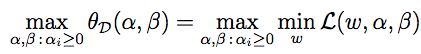 max_{α,β : α_i≥0} θ_𝒟(α, β) = max_{α,β : α_i≥0} min_w ℒ(w, α, β)